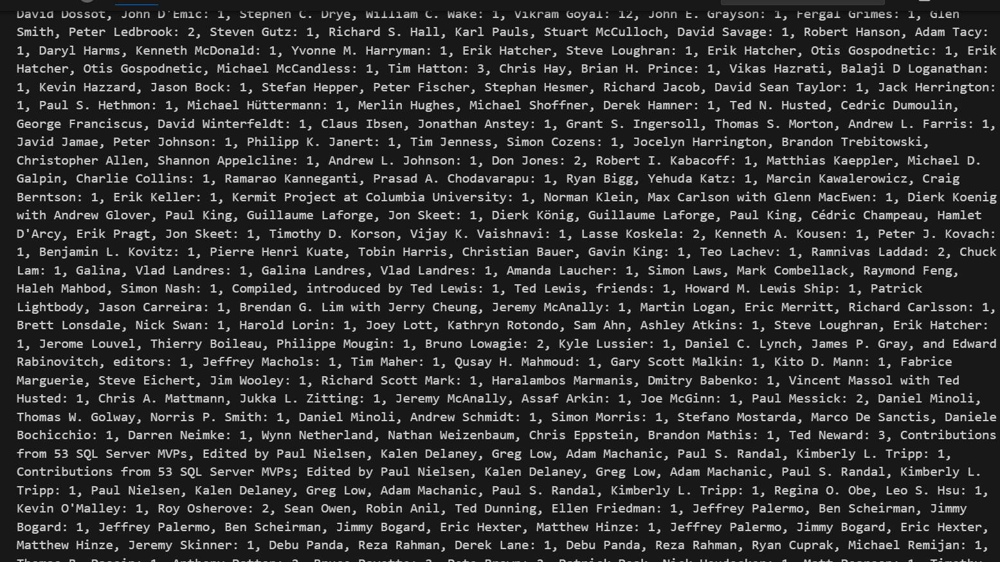 David Dossot, John D'Emic: 1, Stephen C. Drye, William C. Wake: 1, Vikram Goyal: 12, John E. Grayson: 1, Fergal Grimes: 1, Glen
Smith, Peter Ledbrook: 2, Steven Gutz: 1, Richard S. Hall, Karl Pauls, Stuart McCulloch, David Savage: 1, Robert Hanson, Adam Tacy:
1, Daryl Harms, Kenneth McDonald: 1, Yvonne M. Harryman: 1, Erik Hatcher, Steve Loughran: 1, Erik Hatcher, Otis Gospodnetic: 1, Erik
Hatcher, Otis Gospodnetic, Michael McCandless: 1, Tim Hatton: 3, Chris Hay, Brian H. Prince: 1, Vikas Hazrati, Balaji D Loganathan:
1, Kevin Hazzard, Jason Bock: 1, Stefan Hepper, Peter Fischer, Stephan Hesmer, Richard Jacob, David Sean Taylor: 1, Jack Herrington:
1, Paul S. Hethmon: 1, Michael Hüttermann: 1, Merlin Hughes, Michael Shoffner, Derek Hamner: 1, Ted N. Husted, Cedric Dumoulin,
George Franciscus, David Winterfeldt: 1, Claus Ibsen, Jonathan Anstey: 1, Grant S. Ingersoll, Thomas S. Morton, Andrew L. Farris: 1,
Javid Jamae, Peter Johnson: 1, Philipp K. Janert: 1, Tim Jenness, Simon Cozens: 1, Jocelyn Harrington, Brandon Trebitowski,
Christopher Allen, Shannon Appelcline: 1, Andrew L. Johnson: 1, Don Jones: 2, Robert I. Kabacoff: 1, Matthias Kaeppler, Michael D.
Galpin, Charlie Collins: 1, Ramarao Kanneganti, Prasad A. Chodavarapu: 1, Ryan Bigg, Yehuda Katz: 1, Marcin Kawalerowicz, Craig
Berntson: 1, Erik Keller: 1, Kermit Project at Columbia University: 1, Norman Klein, Max Carlson with Glenn MacEwen: 1, Dierk Koenig
with Andrew Glover, Paul King, Guillaume Laforge, Jon Skeet: 1, Dierk König, Guillaume Laforge, Paul King, Cédric Champeau, Hamlet
D'Arcy, Erik Pragt, Jon Skeet: 1, Timothy D. Korson, Vijay K. Vaishnavi: 1, Lasse Koskela: 2, Kenneth A. Kousen: 1, Peter J. Kovach:
1, Benjamin L. Kovitz: 1, Pierre Henri Kuate, Tobin Harris, Christian Bauer, Gavin King: 1, Teo Lachev: 1, Ramnivas Laddad: 2, Chuck
Lam: 1, Galina, Vlad Landres: 1, Galina Landres, Vlad Landres: 1, Amanda Laucher: 1, Simon Laws, Mark Combellack, Raymond Feng,
Haleh Mahbod, Simon Nash: 1, Compiled, introduced by Ted Lewis: 1, Ted Lewis, friends: 1, Howard M. Lewis Ship: 1, Patrick
Lightbody, Jason Carreira: 1, Brendan G. Lim with Jerry Cheung, Jeremy McAnally: 1, Martin Logan, Eric Merritt, Richard Carlsson: 1,
Brett Lonsdale, Nick Swan: 1, Harold Lorin: 1, Joey Lott, Kathryn Rotondo, Sam Ahn, Ashley Atkins: 1, Steve Loughran, Erik Hatcher:
1, Jerome Louvel, Thierry Boileau, Philippe Mougin: 1, Bruno Lowagie: 2, Kyle Lussier: 1, Daniel C. Lynch, James P. Gray, and Edward
Rabinovitch, editors: 1, Jeffrey Machols: 1, Tim Maher: 1, Qusay H. Mahmoud: 1, Gary Scott Malkin: 1, Kito D. Mann: 1, Fabrice
Marguerie, Steve Eichert, Jim Wooley: 1, Richard Scott Mark: 1, Haralambos Marmanis, Dmitry Babenko: 1, Vincent Massol with Ted
Husted: 1, Chris A. Mattmann, Jukka L. Zitting: 1, Jeremy McAnally, Assaf Arkin: 1, Joe McGinn: 1, Paul Messick: 2, Daniel Minoli,
Thomas W. Golway, Norris P. Smith: 1, Daniel Minoli, Andrew Schmidt: 1, Simon Morris: 1, Stefano Mostarda, Marco De Sanctis, Daniele
Bochicchio: 1, Darren Neimke: 1, Wynn Netherland, Nathan Weizenbaum, Chris Eppstein, Brandon Mathis: 1, Ted Neward: 3, Contributions
from 53 SQL Server MVPs, Edited by Paul Nielsen, Kalen Delaney, Greg Low, Adam Machanic, Paul S. Randal, Kimberly L. Tripp: 1,
Contributions from 53 SQL Server MVPs; Edited by Paul Nielsen, Kalen Delaney, Greg Low, Adam Machanic, Paul S. Randal, Kimberly L.
Tripp: 1, Paul Nielsen, Kalen Delaney, Greg Low, Adam Machanic, Paul S. Randal, Kimberly L. Tripp: 1, Regina O. Obe, Leo S. Hsu: 1,
Kevin O'Malley: 1, Roy Osherove: 2, Sean Owen, Robin Anil, Ted Dunning, Ellen Friedman: 1, Jeffrey Palermo, Ben Scheirman, Jimmy
Bogard: 1, Jeffrey Palermo, Ben Scheirman, Jimmy Bogard, Eric Hexter, Matthew Hinze: 1, Jeffrey Palermo, Jimmy Bogard, Eric Hexter,
Matthew Hinze, Jeremy Skinner: 1, Debu Panda, Reza Rahman, Derek Lane: 1, Debu Panda, Reza Rahman, Ryan Cuprak, Michael Remijan: 1,